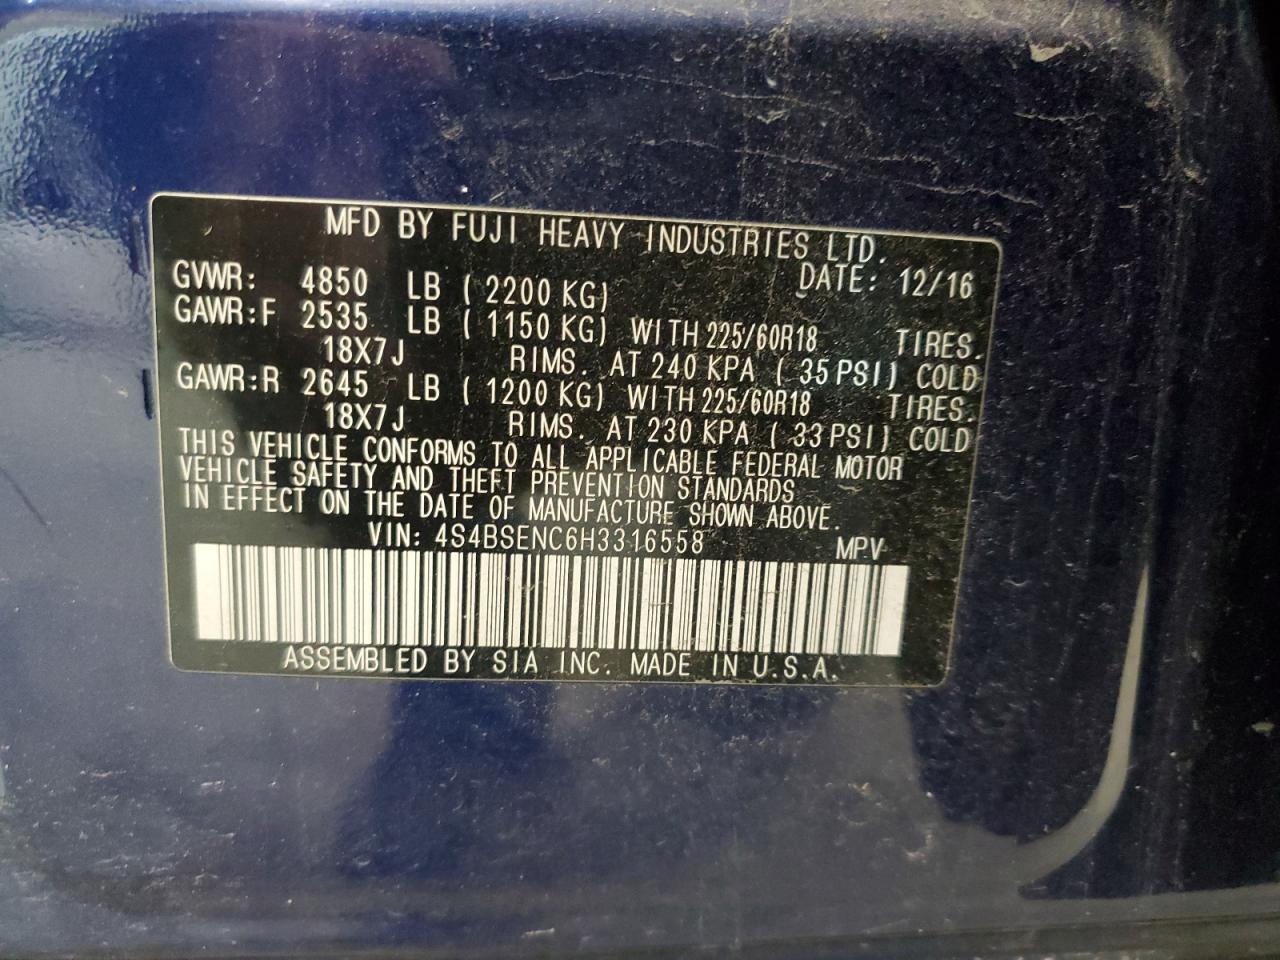 MFD BY FUJI HEAVY INDUSTRIES LTD.
GVWR: 4850 LB ( 2200 KG) DATE: 12/16
GAWR:F 2535 LB ( 1150 KG) WITH 225/60R18 TIRES.
18X7J RIMS. AT 240 KPA ( 35 PSI) COLD
GAWR:R 2645 LB ( 1200 KG) WITH 225/60R18 TIRES.
18X7J RIMS. AT 230 KPA ( 33 PSI) COLD
THIS VEHICLE CONFORMS TO ALL APPLICABLE FEDERAL MOTOR
VEHICLE SAFETY AND THEFT PREVENTION STANDARDS
IN EFFECT ON THE DATE OF MANUFACTURE SHOWN ABOVE.
VIN: 4S4BSENC6H3316558 MPV
ASSEMBLED BY SIA INC. MADE IN U.S.A.